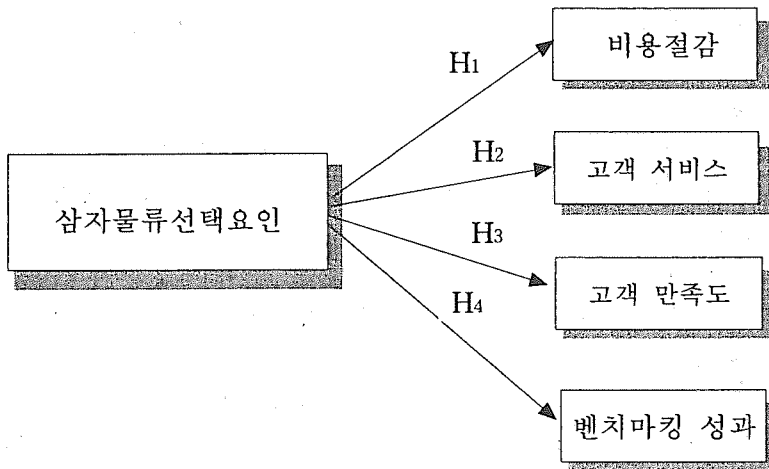 비용절감
H1
H2
고객 서비스
삼자물류선택요인
H3
고객 만족도
H4
벤치마킹 성과